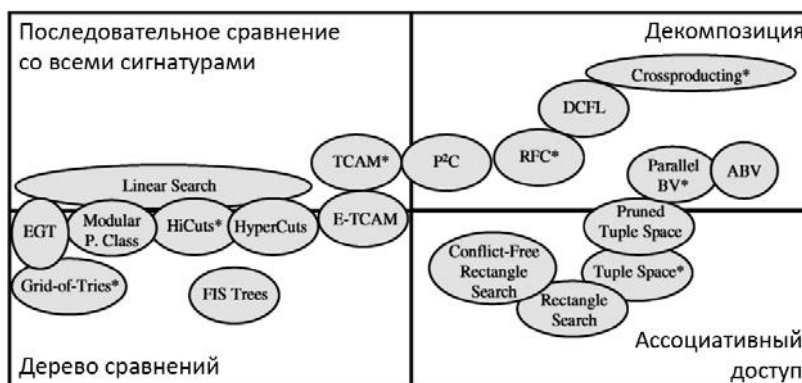 Последовательное сравнение
со всеми сигнатурами
Декомпозиция
Crossproducting*
DCFL
TCAM*
P²C
RFC*
Parallel
BV*
ABV
Linear Search
EGT
Modular
P. Class
HiCuts*
HyperCuts
E-TCAM
Pruned
Tuple Space
Conflict-Free
Rectangle
Search
Tuple Space*
Grid-of-Tries*
FIS Trees
Rectangle
Search
Дерево сравнений
Ассоциативный
доступ